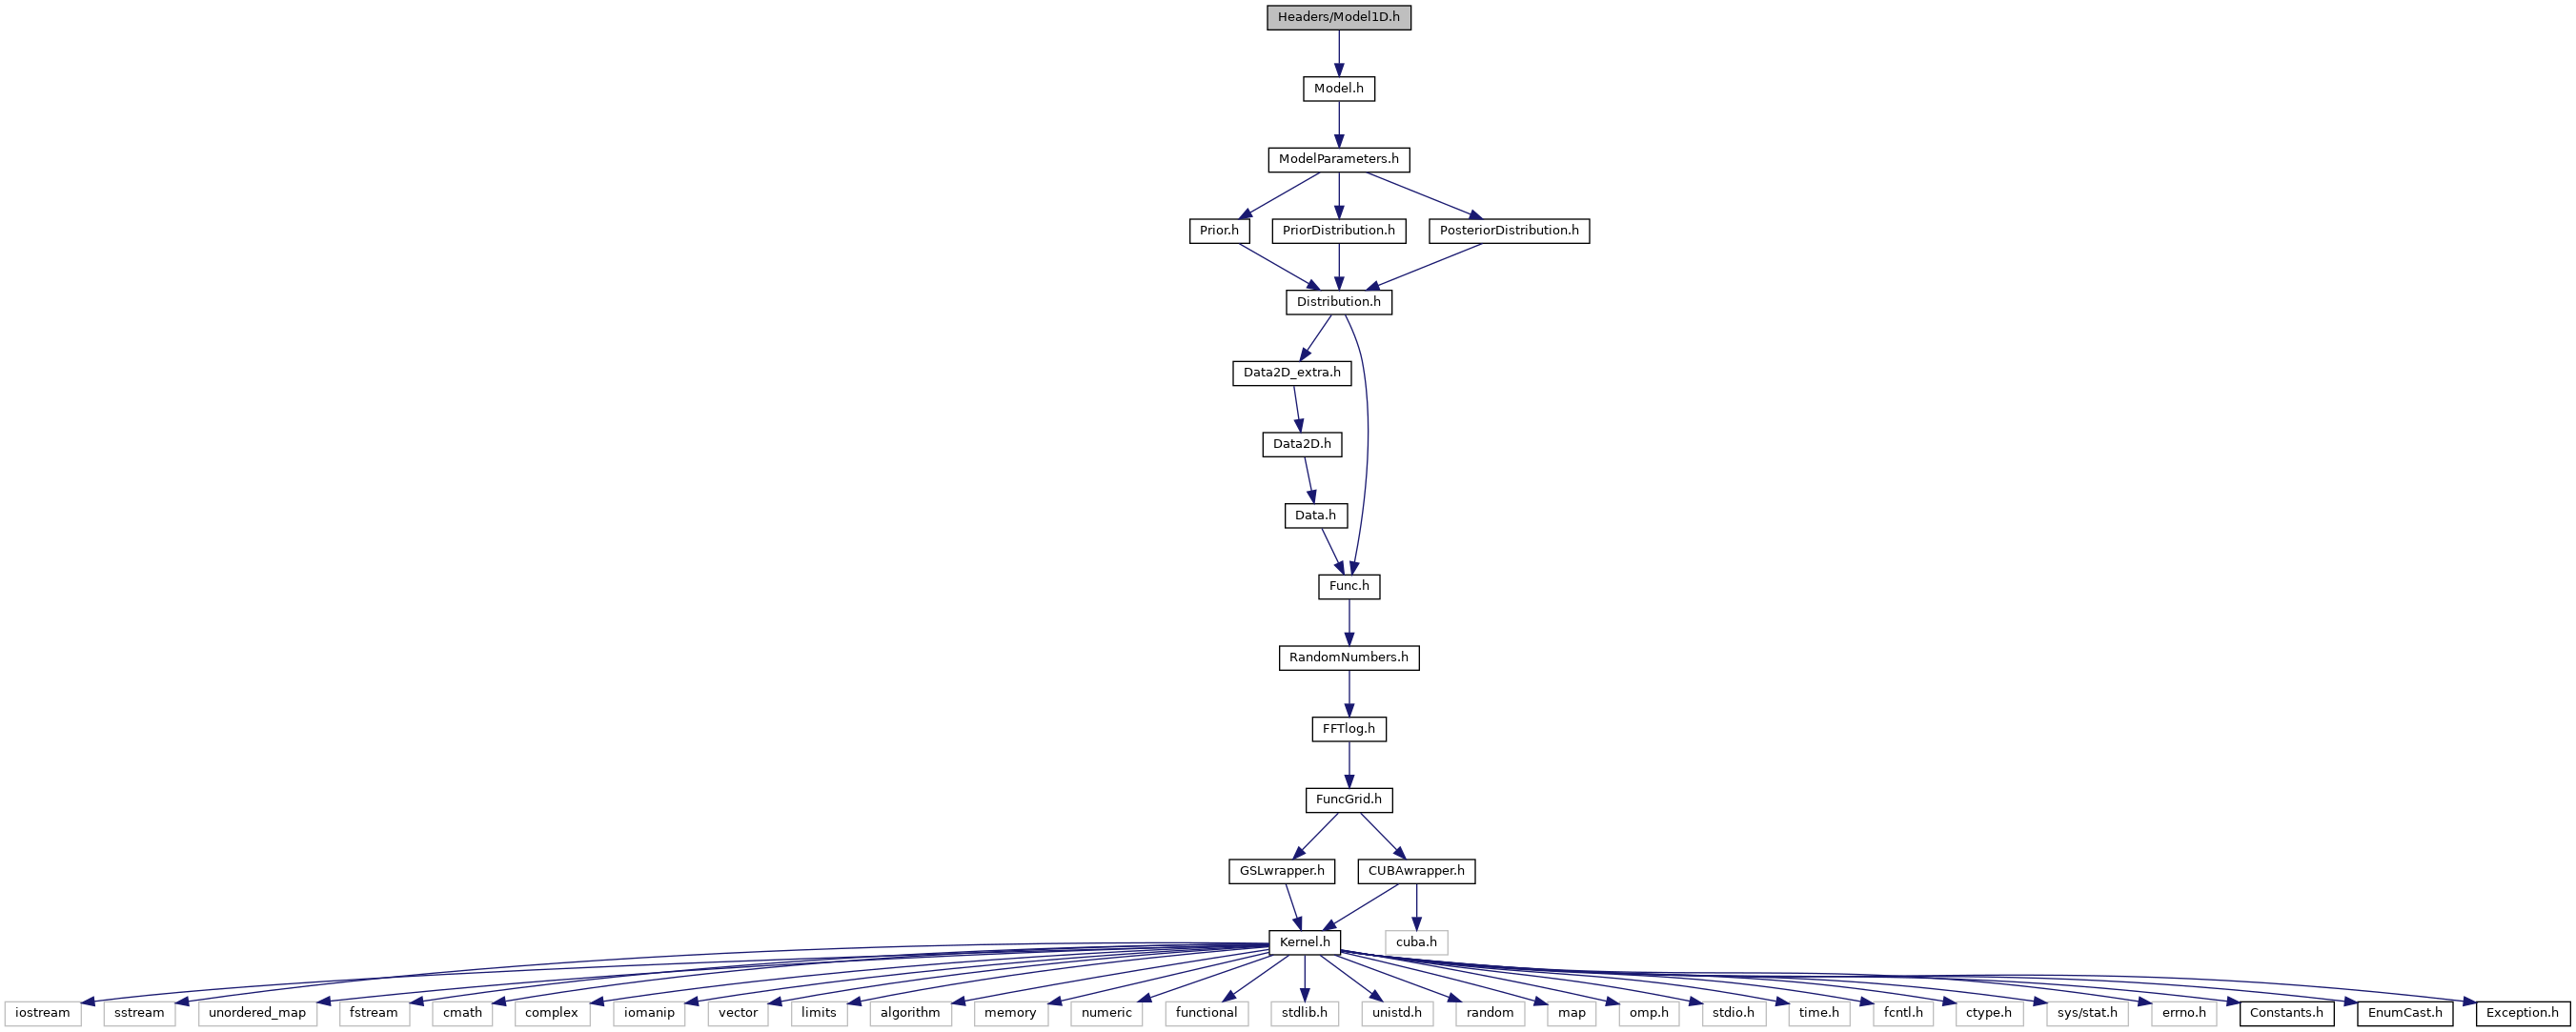 Headers/Model1D.h
Model.h
ModelParameters.h
Prior.h
PriorDistribution.h
PosteriorDistribution.h
Distribution.h
Data2D_extra.h
Data2D.h
Data.h
Func.h
RandomNumbers.h
FFTlog.h
FuncGrid.h
GSLwrapper.h
CUBAwrapper.h
Kernel.h
cuba.h
iostream
sstream
unordered_map
fstream
cmath
complex
iomanip
vector
limits
algorithm
memory
numeric
functional
stdlib.h
unistd.h
random
map
omp.h
stdio.h
time.h
fcntl.h
ctype.h
sys/stat.h
errno.h
Constants.h
EnumCast.h
Exception.h